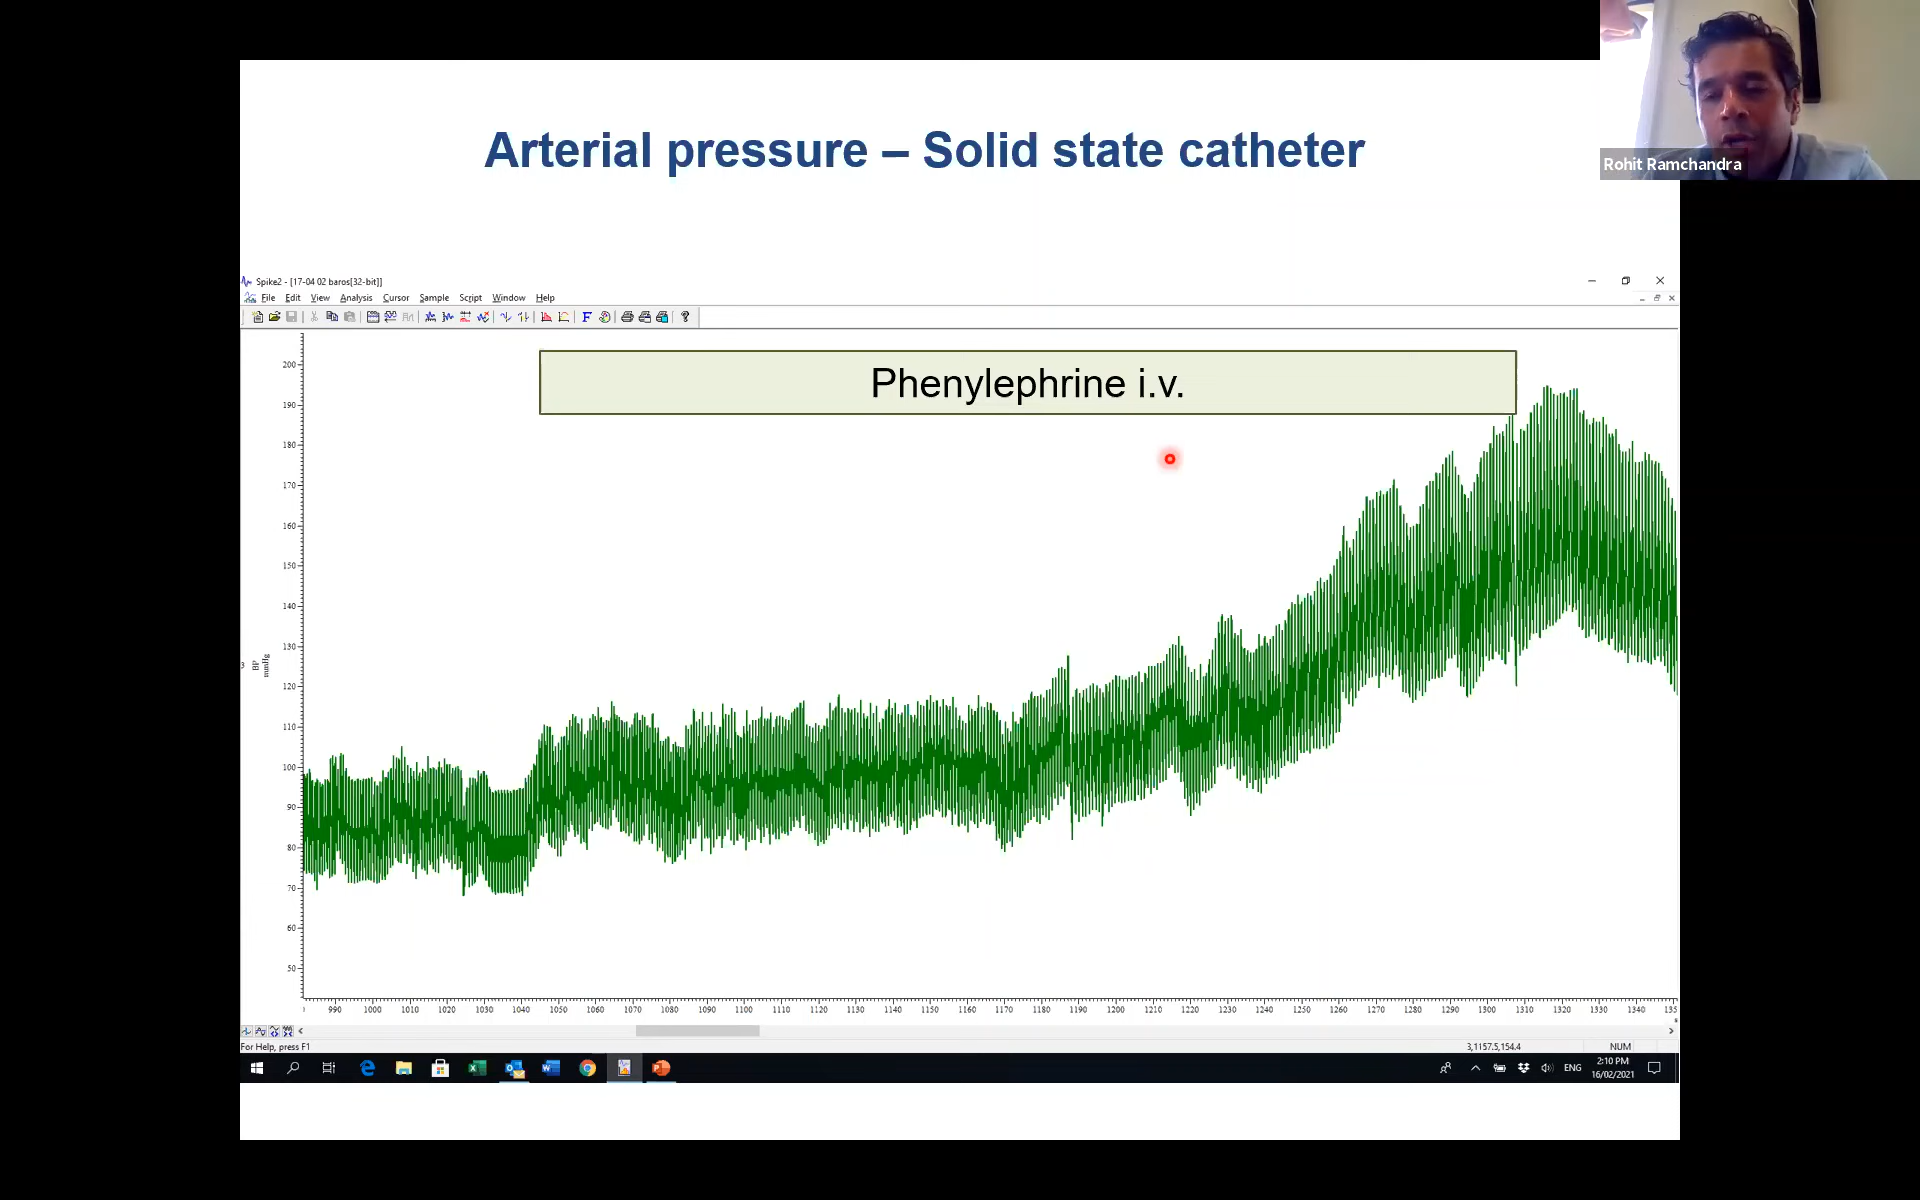 Arterial pressure – Solid state catheter
Rohit Ramchandra
Spike2 - [17-04 02 baros[32-bit]]
File Edit View Analysis Cursor Sample Script Window Help
Phenylephrine i.v.
200
190
180
170
160
150
140
130
120
110
100
90
80
70
60
50
3
BP
mmHg
990 1000 1010 1020 1030 1040 1050 1060 1070 1080 1090 1100 1110 1120 1130 1140 1150 1160 1170 1180 1190 1200 1210 1220 1230 1240 1250 1260 1270 1280 1290 1300 1310 1320 1330 1340 135
s
For Help, press F1
3,1157.5,154.4
NUM
ENG
2:10 PM
16/02/2021